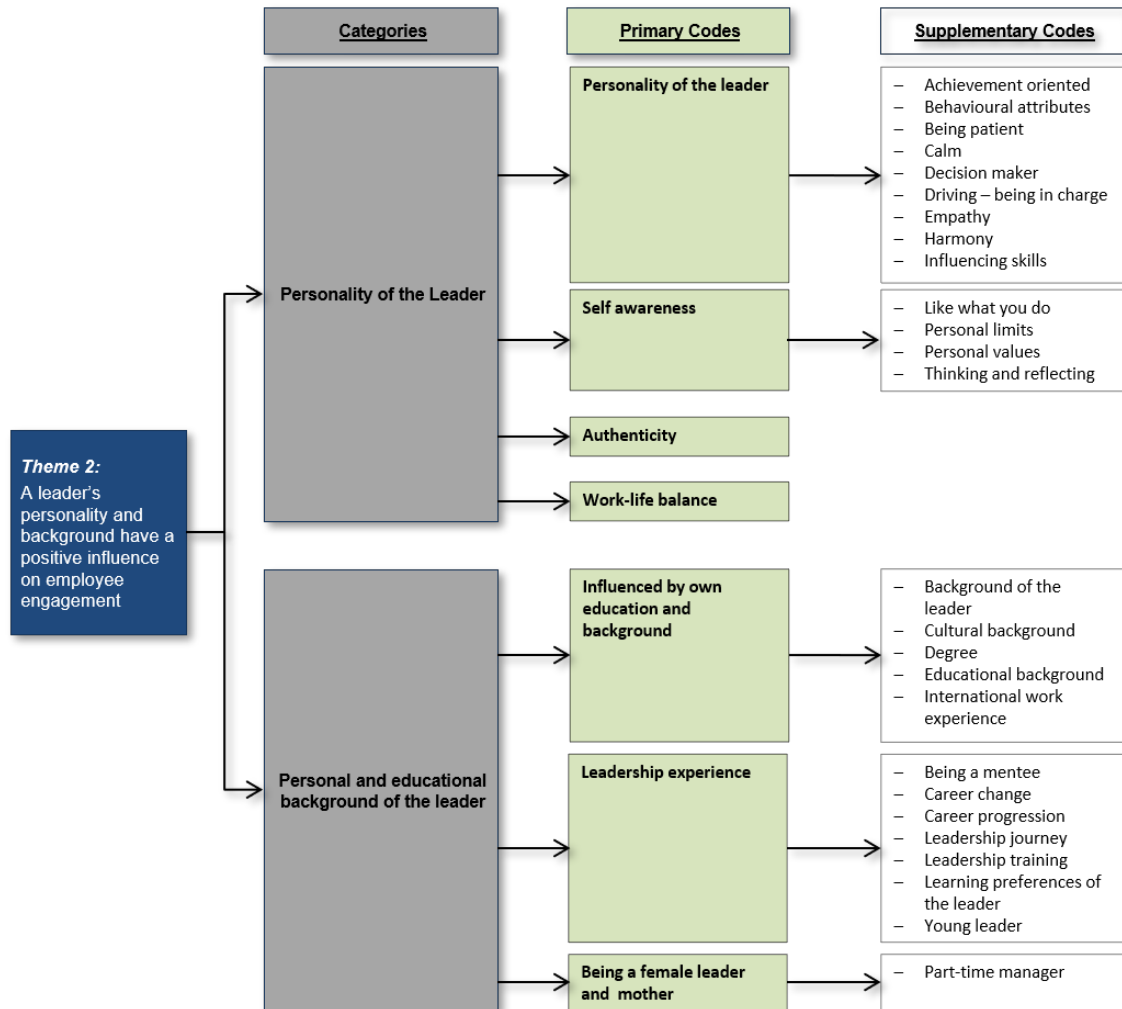 Categories
Primary Codes
Supplementary Codes
Theme 2:
A leader's
personality and
background have a
positive influence
on employee
engagement
Personality of the Leader
Personality of the leader
– Achievement oriented
– Behavioural attributes
– Being patient
– Calm
– Decision maker
– Driving – being in charge
– Empathy
– Harmony
– Influencing skills
Self awareness
– Like what you do
– Personal limits
– Personal values
– Thinking and reflecting
Authenticity
Work-life balance
Personal and educational
background of the leader
Influenced by own
education and
background
– Background of the
leader
– Cultural background
– Degree
– Educational background
– International work
experience
Leadership experience
– Being a mentee
– Career change
– Career progression
– Leadership journey
– Leadership training
– Learning preferences of
the leader
– Young leader
Being a female leader
and mother
– Part-time manager